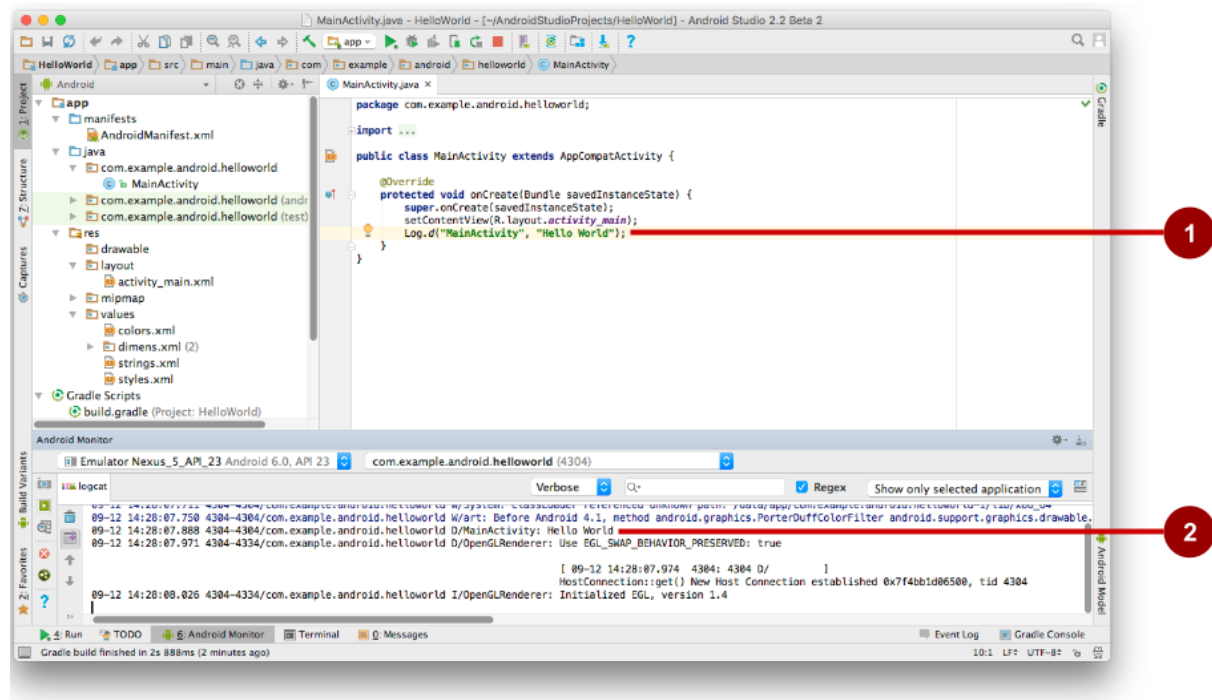 MainActivity.java - HelloWorld - [~/AndroidStudioProjects/HelloWorld] - Android Studio 2.2 Beta 2
app
HelloWorld app src main java com example android helloworld MainActivity
Android
MainActivity.java
1: Project
Z: Structure
Captures
Build Variants
2: Favorites
app
manifests
AndroidManifest.xml
java
com.example.android.helloworld
MainActivity
com.example.android.helloworld (andr
com.example.android.helloworld (test)
res
drawable
layout
activity_main.xml
mipmap
values
colors.xml
dimens.xml (2)
strings.xml
styles.xml
Gradle Scripts
build.gradle (Project: HelloWorld)
package com.example.android.helloworld;
import ...
public class MainActivity extends AppCompatActivity {
@Override
protected void onCreate(Bundle savedInstanceState) {
super.onCreate(savedInstanceState);
setContentView(R.layout.activity_main);
Log.d("MainActivity", "Hello World");
}
}
Gradle
Android Model
1
Android Monitor
Emulator Nexus_5_API_23 Android 6.0, API 23 com.example.android.helloworld (4304)
logcat Verbose Regex Show only selected application
09-12 14:28:07.750 4304-4304/com.example.android.helloworld W/art: Before Android 4.1, method android.graphics.PorterDuffColorFilter android.support.graphics.drawable.
09-12 14:28:07.888 4304-4304/com.example.android.helloworld D/MainActivity: Hello World
09-12 14:28:07.971 4304-4334/com.example.android.helloworld D/OpenGLRenderer: Use EGL_SWAP_BEHAVIOR_PRESERVED: true
[ 09-12 14:28:07.974 4304: 4304 D/ ]
HostConnection::get() New Host Connection established 0x7f4bb1d06500, tid 4304
09-12 14:28:08.026 4304-4334/com.example.android.helloworld I/OpenGLRenderer: Initialized EGL, version 1.4
2
4: Run TODO 6: Android Monitor Terminal 0: Messages Event Log Gradle Console
Gradle build finished in 2s 888ms (2 minutes ago) 10:1 LF÷ UTF-8÷